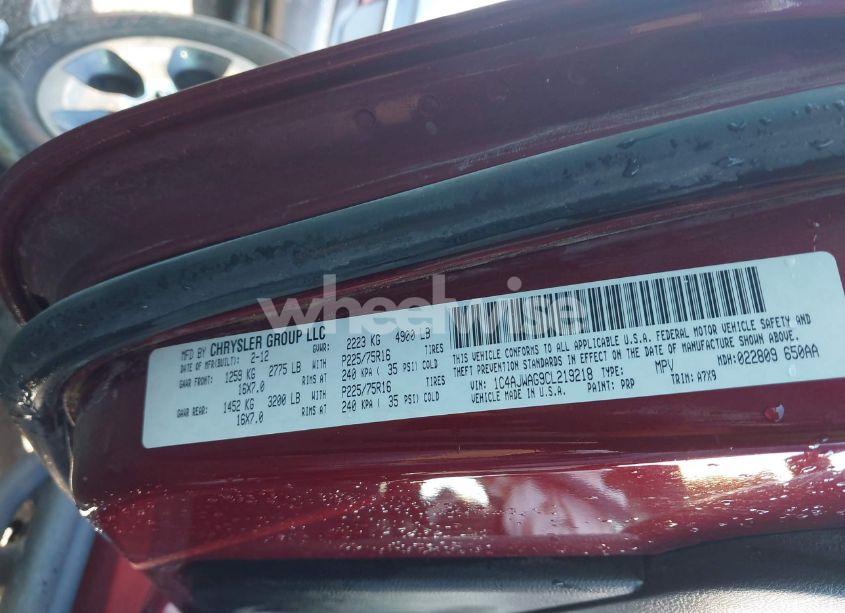 wheelwise
MFD BY CHRYSLER GROUP LLC
DATE OF MFR(BUILT): 2-12 GVWR: 2223 KG 4900 LB
GAWR FRONT: 1259 KG 2775 LB WITH P225/75R16 TIRES
16X7.0 RIMS AT 240 KPA ( 35 PSI) COLD
GAWR REAR: 1452 KG 3200 LB WITH P225/75R16 TIRES
16X7.0 RIMS AT 240 KPA ( 35 PSI) COLD
THIS VEHICLE CONFORMS TO ALL APPLICABLE U.S.A. FEDERAL MOTOR VEHICLE SAFETY AND
THEFT PREVENTION STANDARDS IN EFFECT ON THE DATE OF MANUFACTURE SHOWN ABOVE.
VIN: 1C4AJWAG9CL219218 TYPE: MPV MDH: 022809 650AA
VEHICLE MADE IN U.S.A. PAINT: PRP TRIM: A7X9